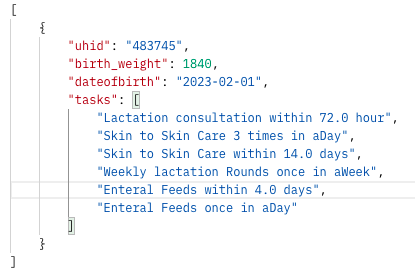 [
{
"uhid": "483745",
"birth_weight": 1840,
"dateofbirth": "2023-02-01",
"tasks": [
"Lactation consultation within 72.0 hour",
"Skin to Skin Care 3 times in aDay",
"Skin to Skin Care within 14.0 days",
"Weekly lactation Rounds once in aWeek",
"Enteral Feeds within 4.0 days",
"Enteral Feeds once in aDay"
]
}
]